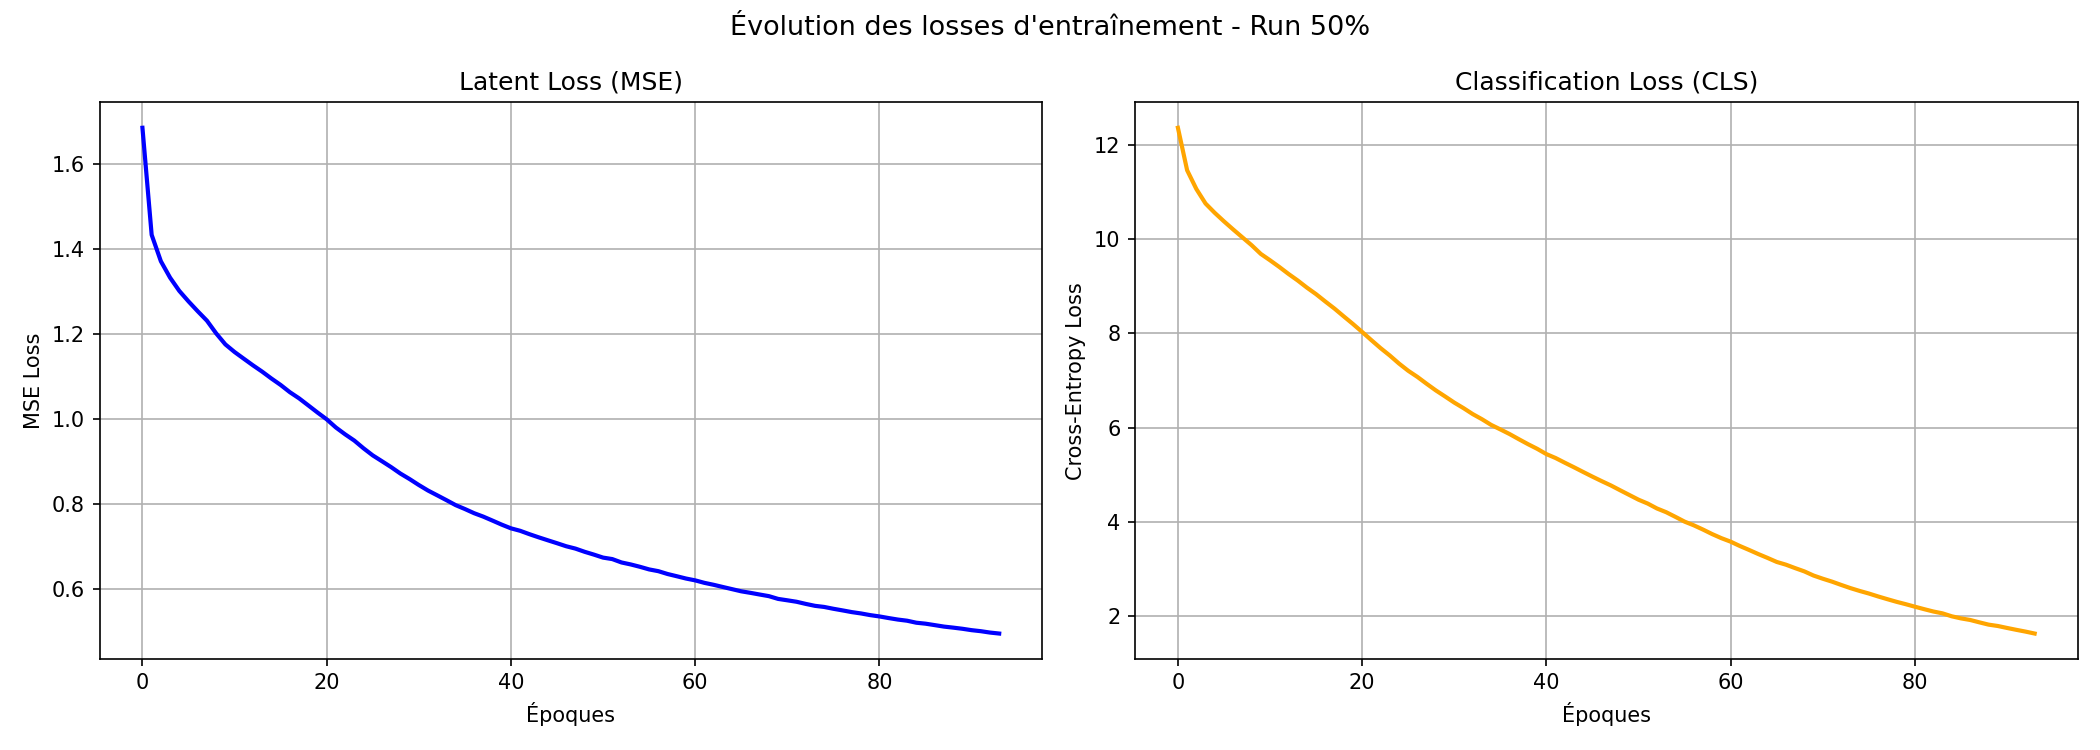 Évolution des losses d'entraînement - Run 50%
Latent Loss (MSE)
MSE Loss
1.6
1.4
1.2
1.0
0.8
0.6
0 20 40 60 80
Époques
Classification Loss (CLS)
Cross-Entropy Loss
12
10
8
6
4
2
0 20 40 60 80
Époques